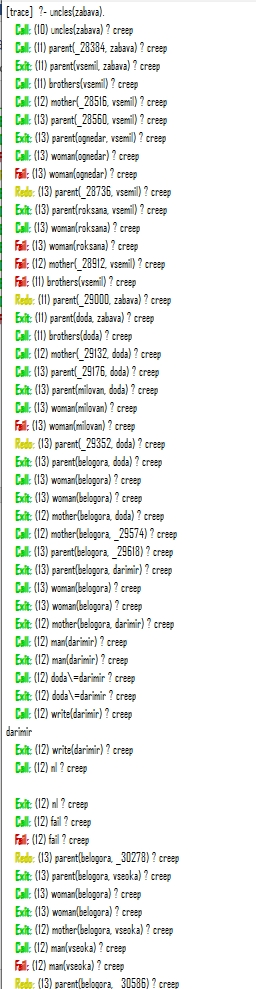 [trace]  ?- uncles(zabava).
Call: (10) uncles(zabava) ? creep
Call: (11) parent(_28384, zabava) ? creep
Exit: (11) parent(vsemil, zabava) ? creep
Call: (11) brothers(vsemil) ? creep
Call: (12) mother(_28516, vsemil) ? creep
Call: (13) parent(_28560, vsemil) ? creep
Exit: (13) parent(ognedar, vsemil) ? creep
Call: (13) woman(ognedar) ? creep
Fail: (13) woman(ognedar) ? creep
Redo: (13) parent(_28736, vsemil) ? creep
Exit: (13) parent(roksana, vsemil) ? creep
Call: (13) woman(roksana) ? creep
Fail: (13) woman(roksana) ? creep
Fail: (12) mother(_28912, vsemil) ? creep
Fail: (11) brothers(vsemil) ? creep
Redo: (11) parent(_29000, zabava) ? creep
Exit: (11) parent(doda, zabava) ? creep
Call: (11) brothers(doda) ? creep
Call: (12) mother(_29132, doda) ? creep
Call: (13) parent(_29176, doda) ? creep
Exit: (13) parent(milovan, doda) ? creep
Call: (13) woman(milovan) ? creep
Fail: (13) woman(milovan) ? creep
Redo: (13) parent(_29352, doda) ? creep
Exit: (13) parent(belogora, doda) ? creep
Call: (13) woman(belogora) ? creep
Exit: (13) woman(belogora) ? creep
Exit: (12) mother(belogora, doda) ? creep
Call: (12) mother(belogora, _29574) ? creep
Call: (13) parent(belogora, _29618) ? creep
Exit: (13) parent(belogora, darimir) ? creep
Call: (13) woman(belogora) ? creep
Exit: (13) woman(belogora) ? creep
Exit: (12) mother(belogora, darimir) ? creep
Call: (12) man(darimir) ? creep
Exit: (12) man(darimir) ? creep
Call: (12) doda\=darimir ? creep
Exit: (12) doda\=darimir ? creep
Call: (12) write(darimir) ? creep
darimir
Exit: (12) write(darimir) ? creep
Call: (12) nl ? creep
Exit: (12) nl ? creep
Call: (12) fail ? creep
Fail: (12) fail ? creep
Redo: (13) parent(belogora, _30278) ? creep
Exit: (13) parent(belogora, vseoka) ? creep
Call: (13) woman(belogora) ? creep
Exit: (13) woman(belogora) ? creep
Exit: (12) mother(belogora, vseoka) ? creep
Call: (12) man(vseoka) ? creep
Fail: (12) man(vseoka) ? creep
Redo: (13) parent(belogora, _30586) ? creep